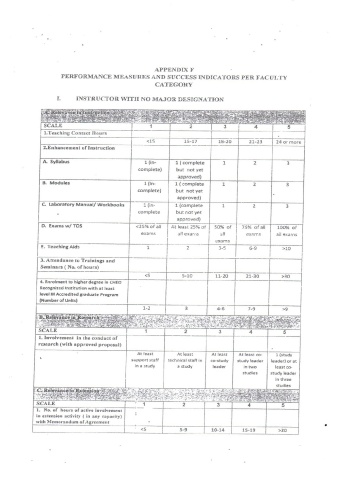 APPENDIX F
PERFORMANCE MEASURES AND SUCCESS INDICATORS PER FACULTY
CATEGORY
I. INSTRUCTOR WITH NO MAJOR DESIGNATION
A. Relevance to Instruction
SCALE 1 2 3 4 5
1.Teaching Contact Hours
<15 15-17 18-20 21-23 24 or more
2.Enhancement of Instruction
A. Syllabus 1 (In-complete) 1 (complete but not yet approved) 1 2 3
B. Modules 1 (In-complete) 1 (complete but not yet approved) 1 2 3
C. Laboratory Manual/ Workbooks 1 (In-complete 1 (complete but not yet approved) 1 2 3
D. Exams w/ TOS <25% of all exams At least 25% of all exams 50% of all exams 75% of all exams 100% of all exams
E. Teaching Aids 1 2 3-5 6-9 >10
3. Attendance to Trainings and
Seminars ( No. of hours)
<5 5-10 11-20 21-30 >30
4. Enrolment to higher degree in CHED
Recognized Institution with at least
level III Accredited graduate Program
(Number of Units)
1-2 3 4-6 7-9 >9
B. Relevance to Research
SCALE 1 2 3 4 5
1. Involvement in the conduct of
research (with approved proposal)
At least support staff in a study At least technical staff in a study At least co-study leader At least co-study leader in two studies 1 (study leader) or at least co-study leader in three studies
C. Relevance to Extension
SCALE 1 2 3 4 5
1. No. of hours of active involvement
in extension activity ( in any capacity)
with Memorandum of Agreement
<5 5-9 10-14 15-19 >20